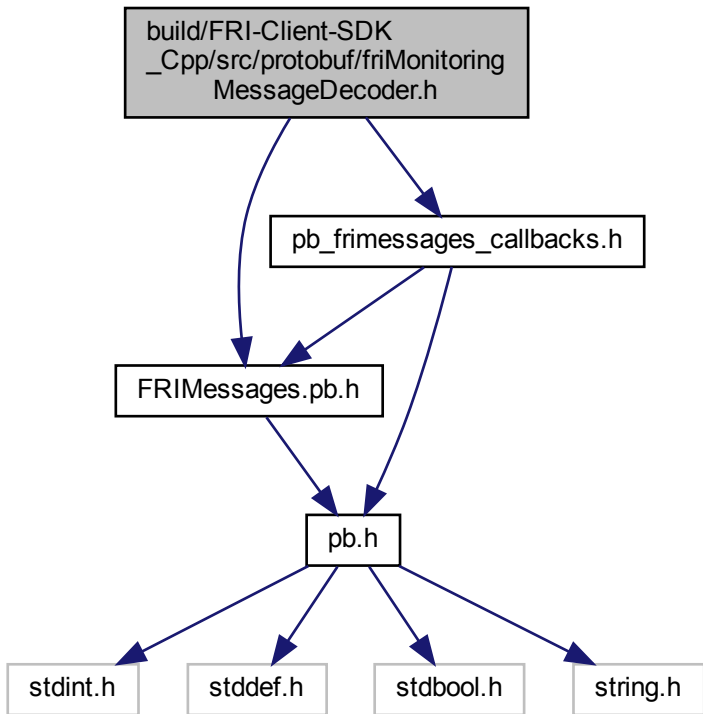 build/FRI-Client-SDK
_Cpp/src/protobuf/friMonitoring
MessageDecoder.h
pb_frimessages_callbacks.h
FRIMessages.pb.h
pb.h
stdint.h
stddef.h
stdbool.h
string.h